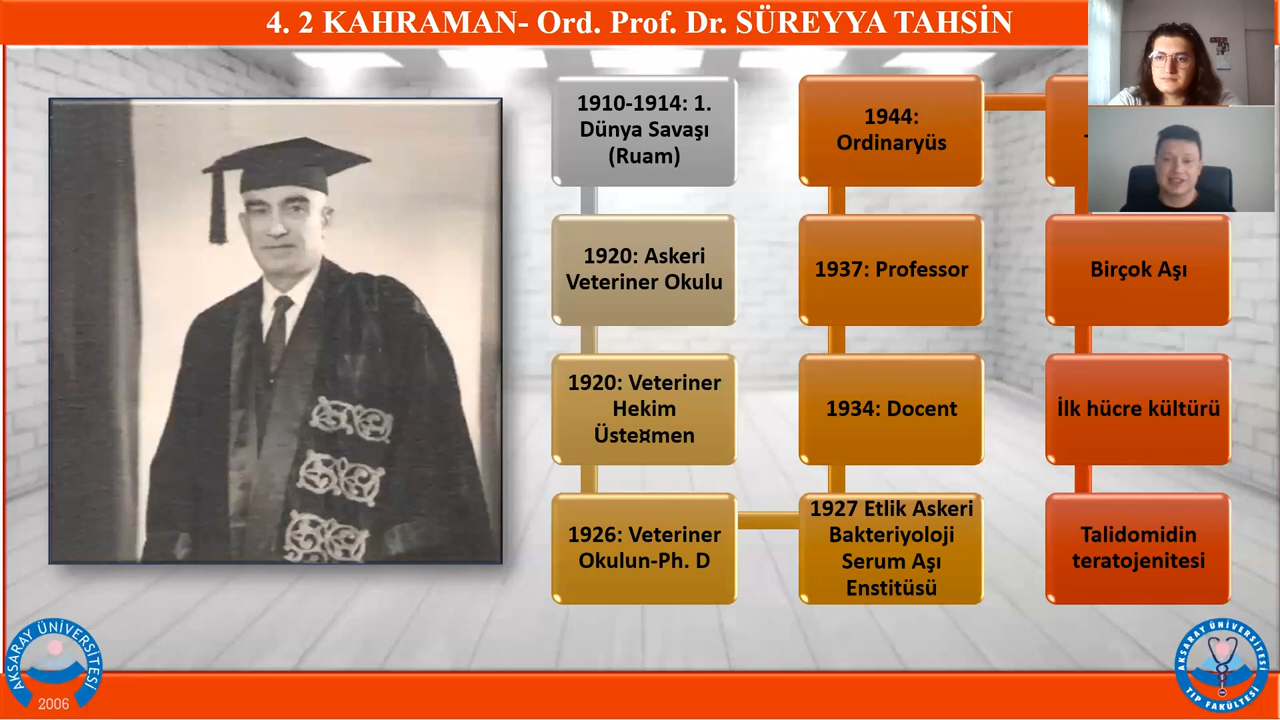 4. 2 KAHRAMAN- Ord. Prof. Dr. SÜREYYA TAHSİN
1910-1914: 1.
Dünya Savaşı
(Ruam)
1920: Askeri
Veteriner Okulu
1920: Veteriner
Hekim
Üsteğmen
1926: Veteriner
Okulun-Ph. D
1927 Etlik Askeri
Bakteriyoloji
Serum Aşı
Enstitüsü
1934: Docent
1937: Professor
1944:
Ordinaryüs
Birçok Aşı
İlk hücre kültürü
Talidomidin
teratojenitesi
AKSARAY ÜNİVERSİTESİ
2006
AKSARAY ÜNİVERSİTESİ
TIP FAKÜLTESİ